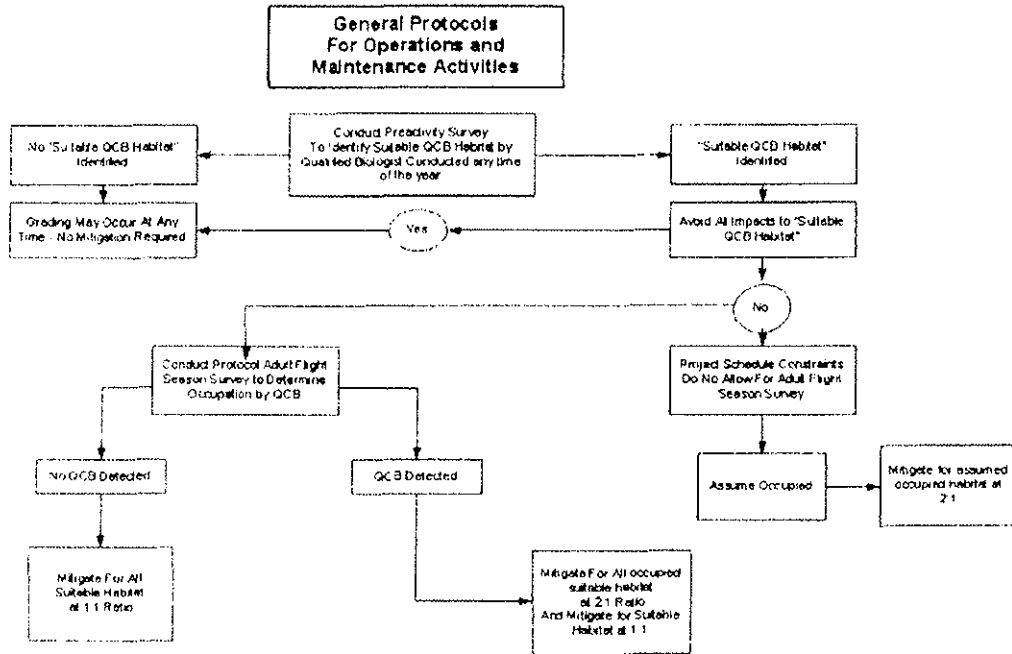 General Protocols
For Operations and
Maintenance Activities
No "Suitable QCB Habitat"
Identified
Conduct Preactivity Survey
To Identify Suitable QCB Habitat by
Qualified Biologist Conducted any time
of the year
"Suitable QCB Habitat"
Identified
Grading May Occur At Any
Time - No Mitigation Required
Yes
Avoid All Impacts to "Suitable
QCB Habitat"
No
Conduct Protocol Adult Flight
Season Survey to Determine
Occupation by QCB
Project Schedule Constraints
Do No Allow For Adult Flight
Season Survey
No QCB Detected
QCB Detected
Assume Occupied
Mitigate for assumed
occupied habitat at
2:1
Mitigate For All
Suitable Habitat
at 1:1 Ratio
Mitigate For All occupied
suitable habitat
at 2:1 Ratio
And Mitigate for Suitable
Habitat at 1:1